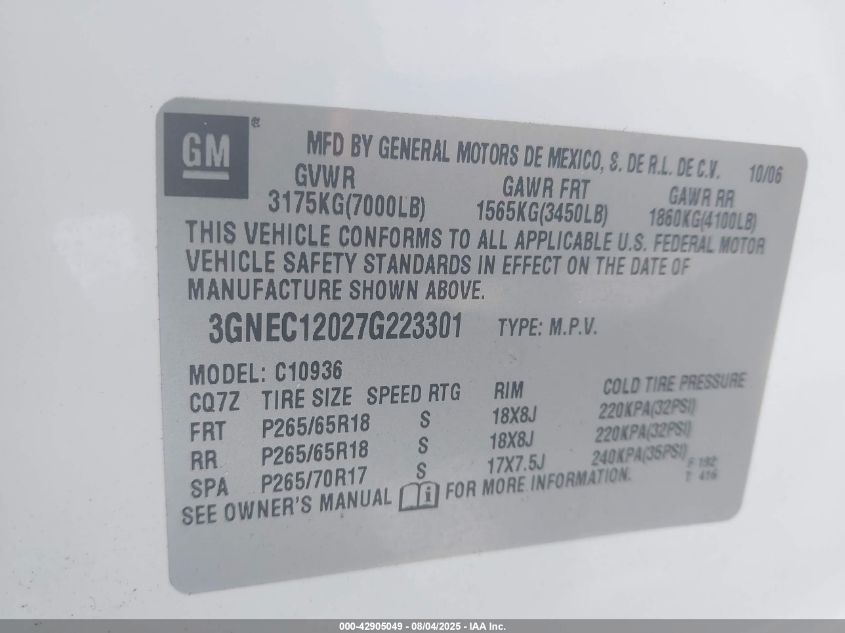 GM ®
MFD BY GENERAL MOTORS DE MEXICO, S. DE R.L. DE C.V. 10/06
GVWR GAWR FRT GAWR RR
3175KG(7000LB) 1565KG(3450LB) 1860KG(4100LB)
THIS VEHICLE CONFORMS TO ALL APPLICABLE U.S. FEDERAL MOTOR
VEHICLE SAFETY STANDARDS IN EFFECT ON THE DATE OF
MANUFACTURE SHOWN ABOVE.
3GNEC12027G223301 TYPE: M.P.V.
MODEL: C10936
CQ7Z TIRE SIZE SPEED RTG RIM COLD TIRE PRESSURE
FRT P265/65R18 S 18X8J 220KPA(32PSI)
RR P265/65R18 S 18X8J 220KPA(32PSI)
SPA P265/70R17 S 17X7.5J 240KPA(35PSI)
SEE OWNER'S MANUAL i FOR MORE INFORMATION.
000-42905049 - 08/04/2025 - IAA Inc.